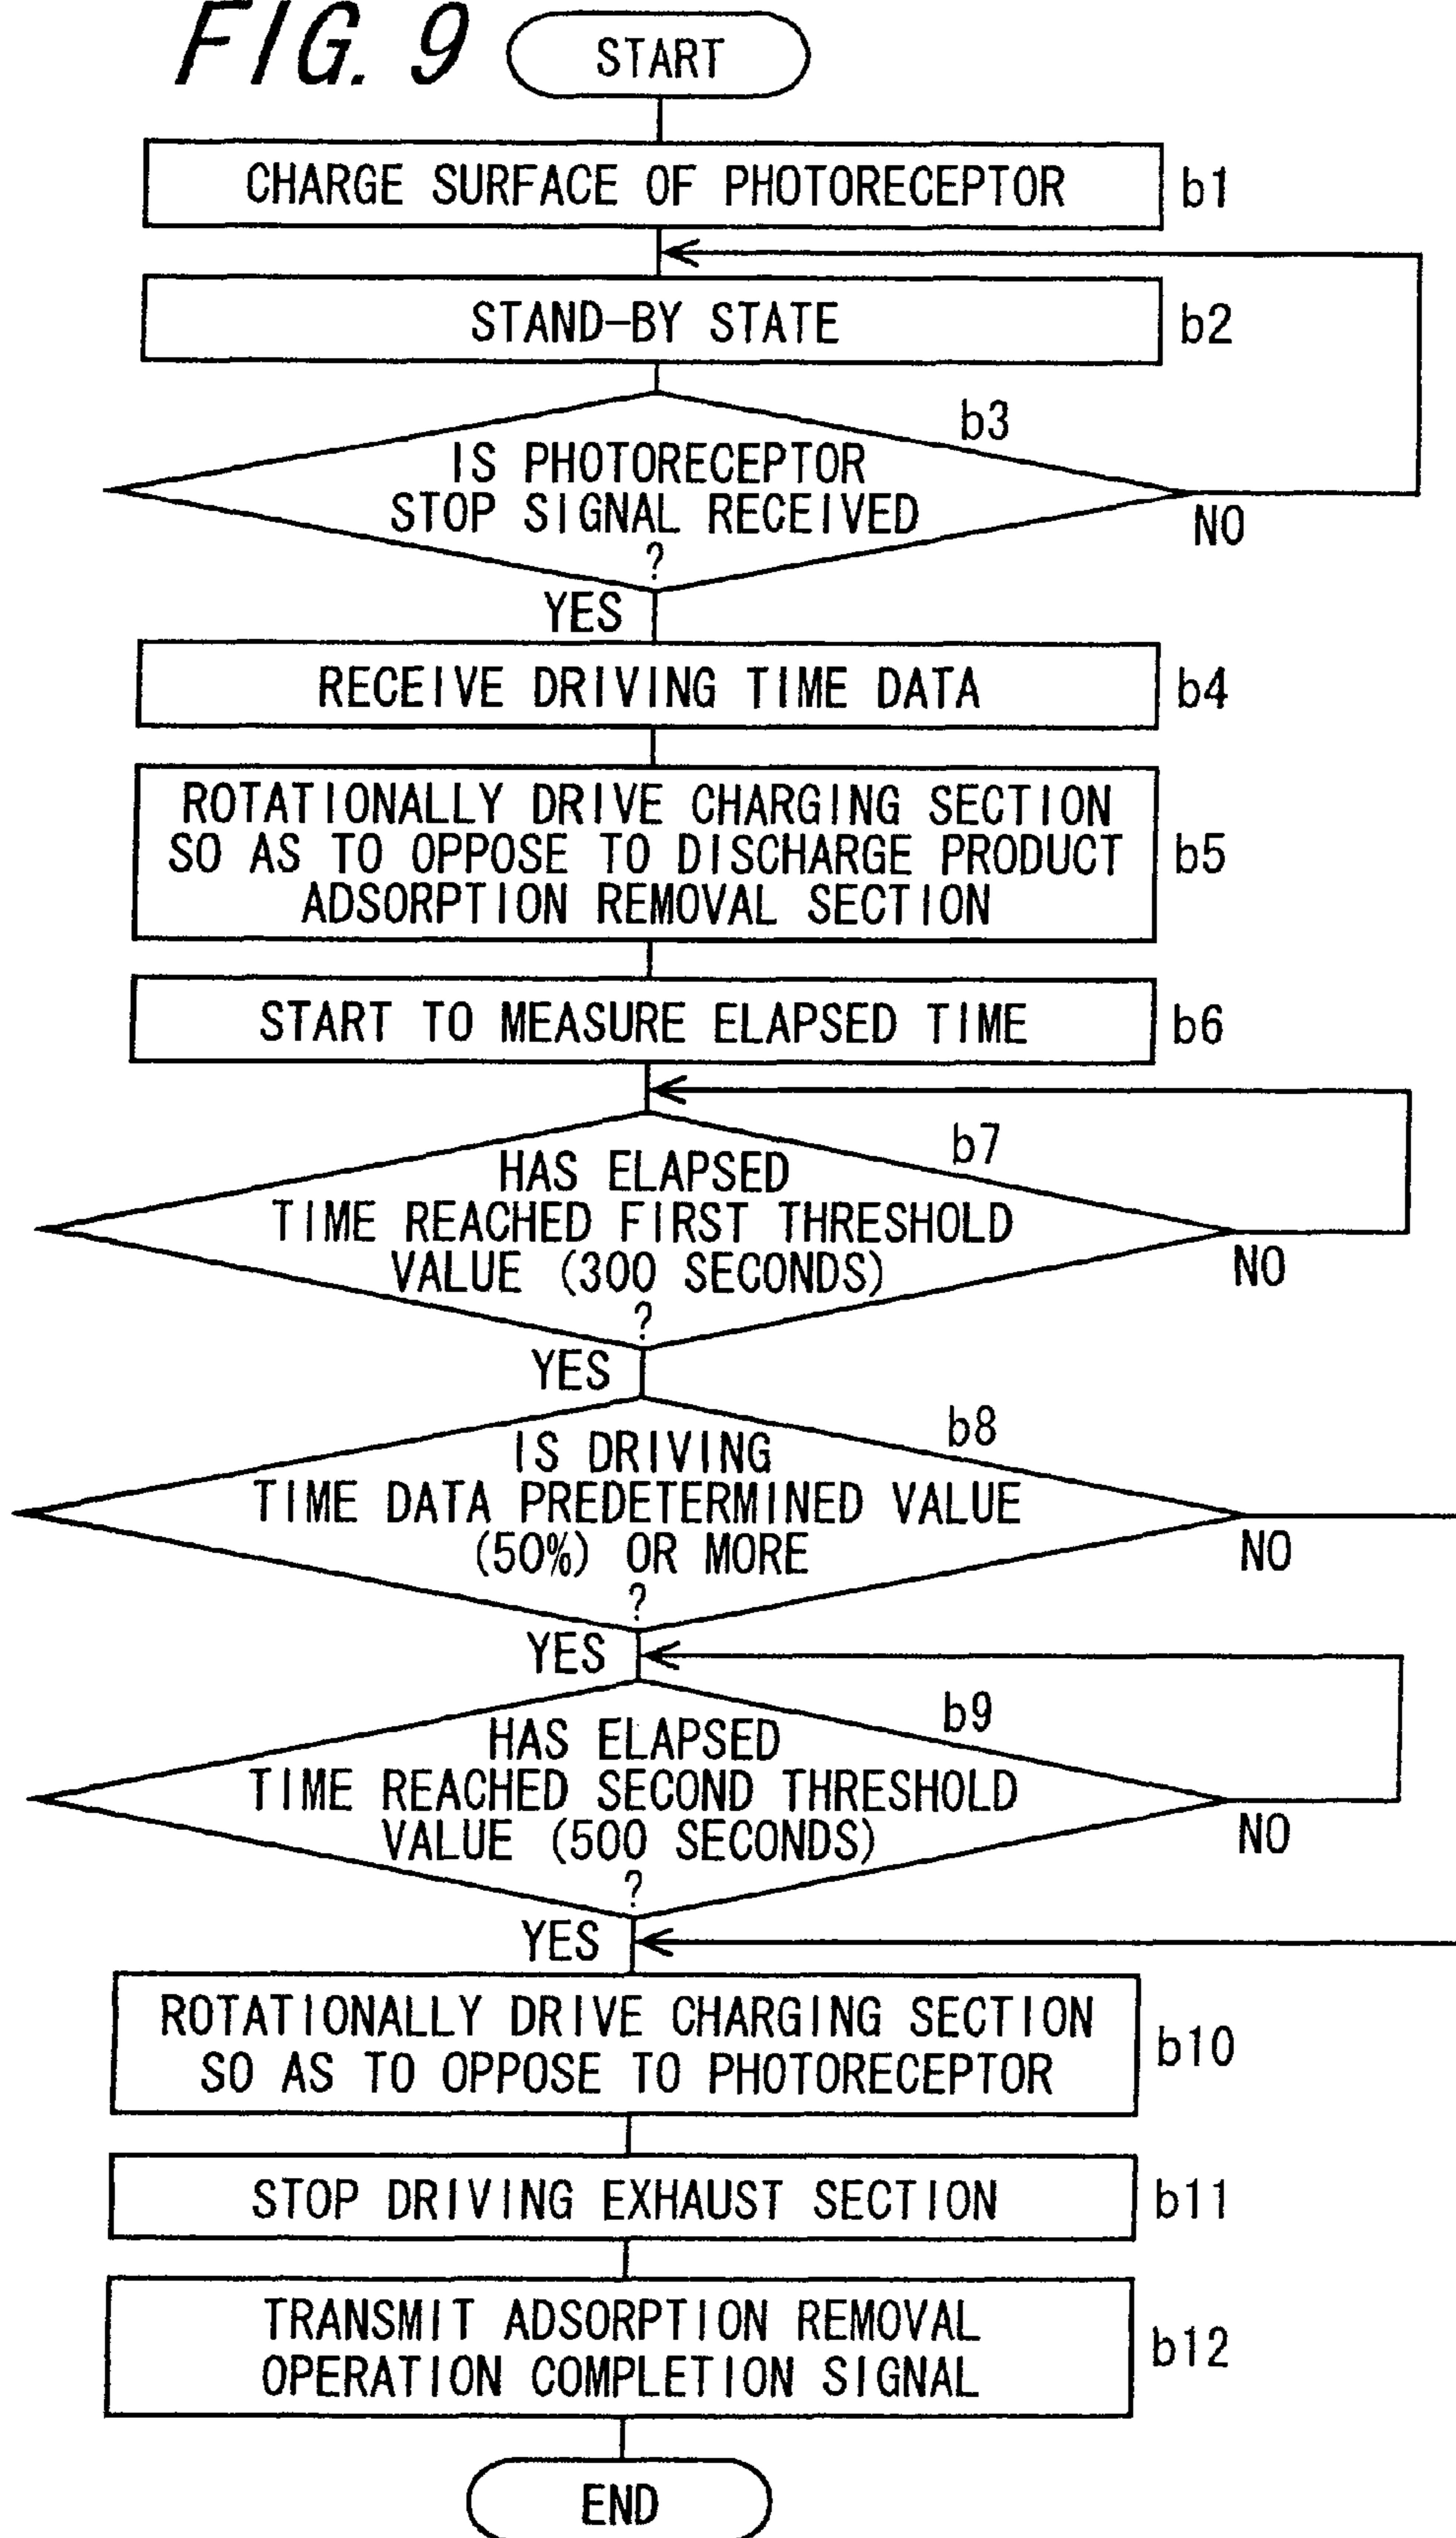 FIG. 9
START
CHARGE SURFACE OF PHOTORECEPTOR
b1
STAND-BY STATE
b2
b3
IS PHOTORECEPTOR
STOP SIGNAL RECEIVED
?
NO
YES
RECEIVE DRIVING TIME DATA
b4
ROTATIONALLY DRIVE CHARGING SECTION
SO AS TO OPPOSE TO DISCHARGE PRODUCT
ADSORPTION REMOVAL SECTION
b5
START TO MEASURE ELAPSED TIME
b6
b7
HAS ELAPSED
TIME REACHED FIRST THRESHOLD
VALUE (300 SECONDS)
?
NO
YES
b8
IS DRIVING
TIME DATA PREDETERMINED VALUE
(50%) OR MORE
?
NO
YES
b9
HAS ELAPSED
TIME REACHED SECOND THRESHOLD
VALUE (500 SECONDS)
?
NO
YES
ROTATIONALLY DRIVE CHARGING SECTION
SO AS TO OPPOSE TO PHOTORECEPTOR
b10
STOP DRIVING EXHAUST SECTION
b11
TRANSMIT ADSORPTION REMOVAL
OPERATION COMPLETION SIGNAL
b12
END